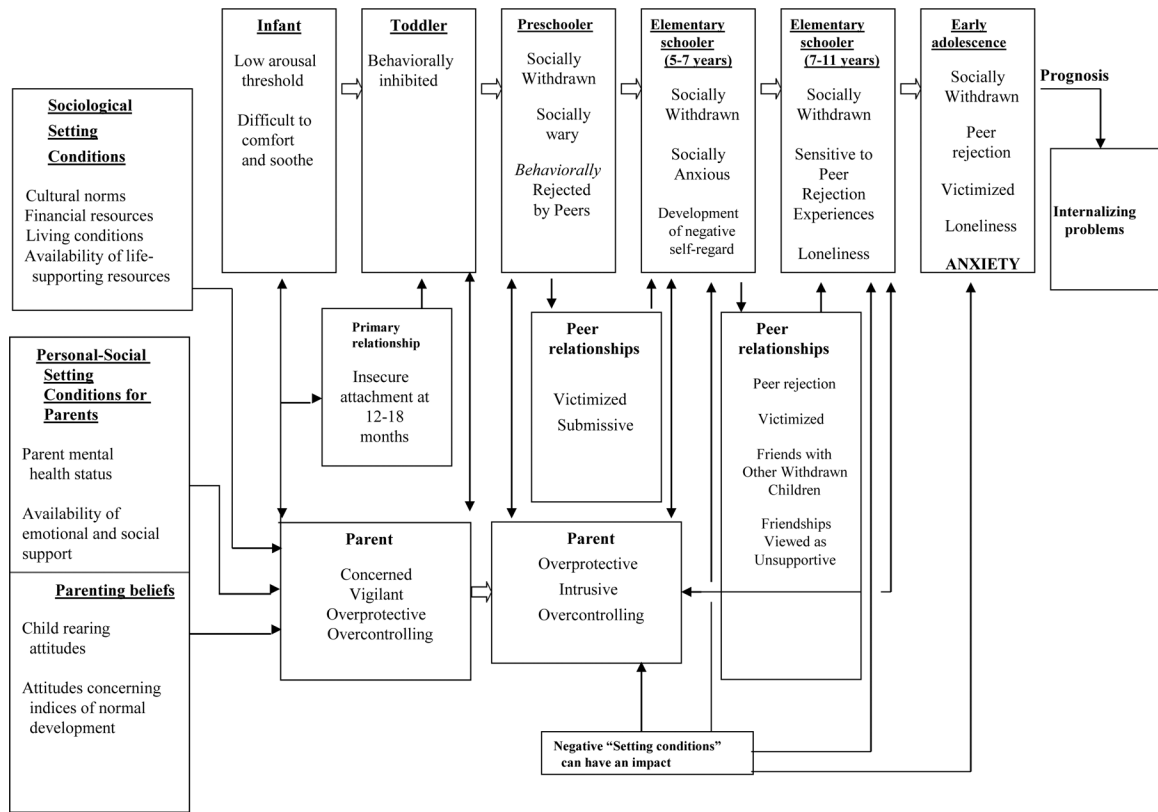 Infant
Low arousal
threshold
Difficult to
comfort
and soothe
Toddler
Behaviorally
inhibited
Preschooler
Socially
Withdrawn
Socially
wary
Behaviorally
Rejected
by Peers
Elementary
schooler
(5-7 years)
Socially
Withdrawn
Socially
Anxious
Development
of negative
self-regard
Elementary
schooler
(7-11 years)
Socially
Withdrawn
Sensitive to
Peer
Rejection
Experiences
Loneliness
Early
adolescence
Socially
Withdrawn
Peer
rejection
Victimized
Loneliness
ANXIETY
Prognosis
Internalizing
problems
Sociological
Setting
Conditions
Cultural norms
Financial resources
Living conditions
Availability of life-
supporting resources
Personal-Social
Setting
Conditions for
Parents
Parent mental
health status
Availability of
emotional and social
support
Parenting beliefs
Child rearing
attitudes
Attitudes concerning
indices of normal
development
Primary
relationship
Insecure
attachment at
12-18
months
Peer
relationships
Victimized
Submissive
Peer
relationships
Peer rejection
Victimized
Friends with
Other Withdrawn
Children
Friendships
Viewed as
Unsupportive
Parent
Concerned
Vigilant
Overprotective
Overcontrolling
Parent
Overprotective
Intrusive
Overcontrolling
Negative “Setting conditions”
can have an impact